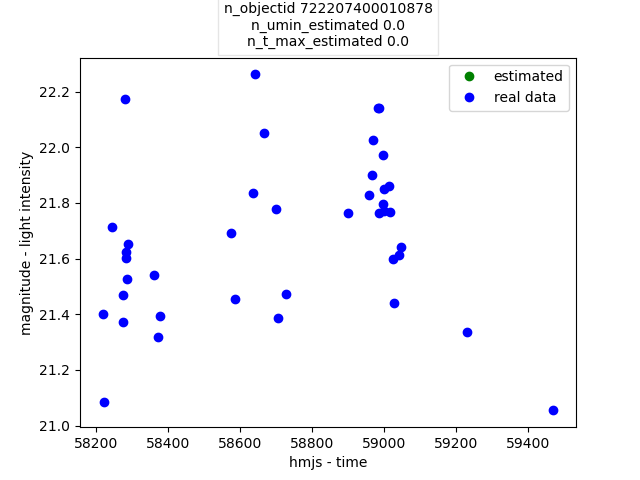 n_objectid 722207400010878
n_umin_estimated 0.0
n_t_max_estimated 0.0
estimated
real data
22.2
22.0
21.8
21.6
21.4
21.2
21.0
magnitude - light intensity
58200 58400 58600 58800 59000 59200 59400
hmjs - time